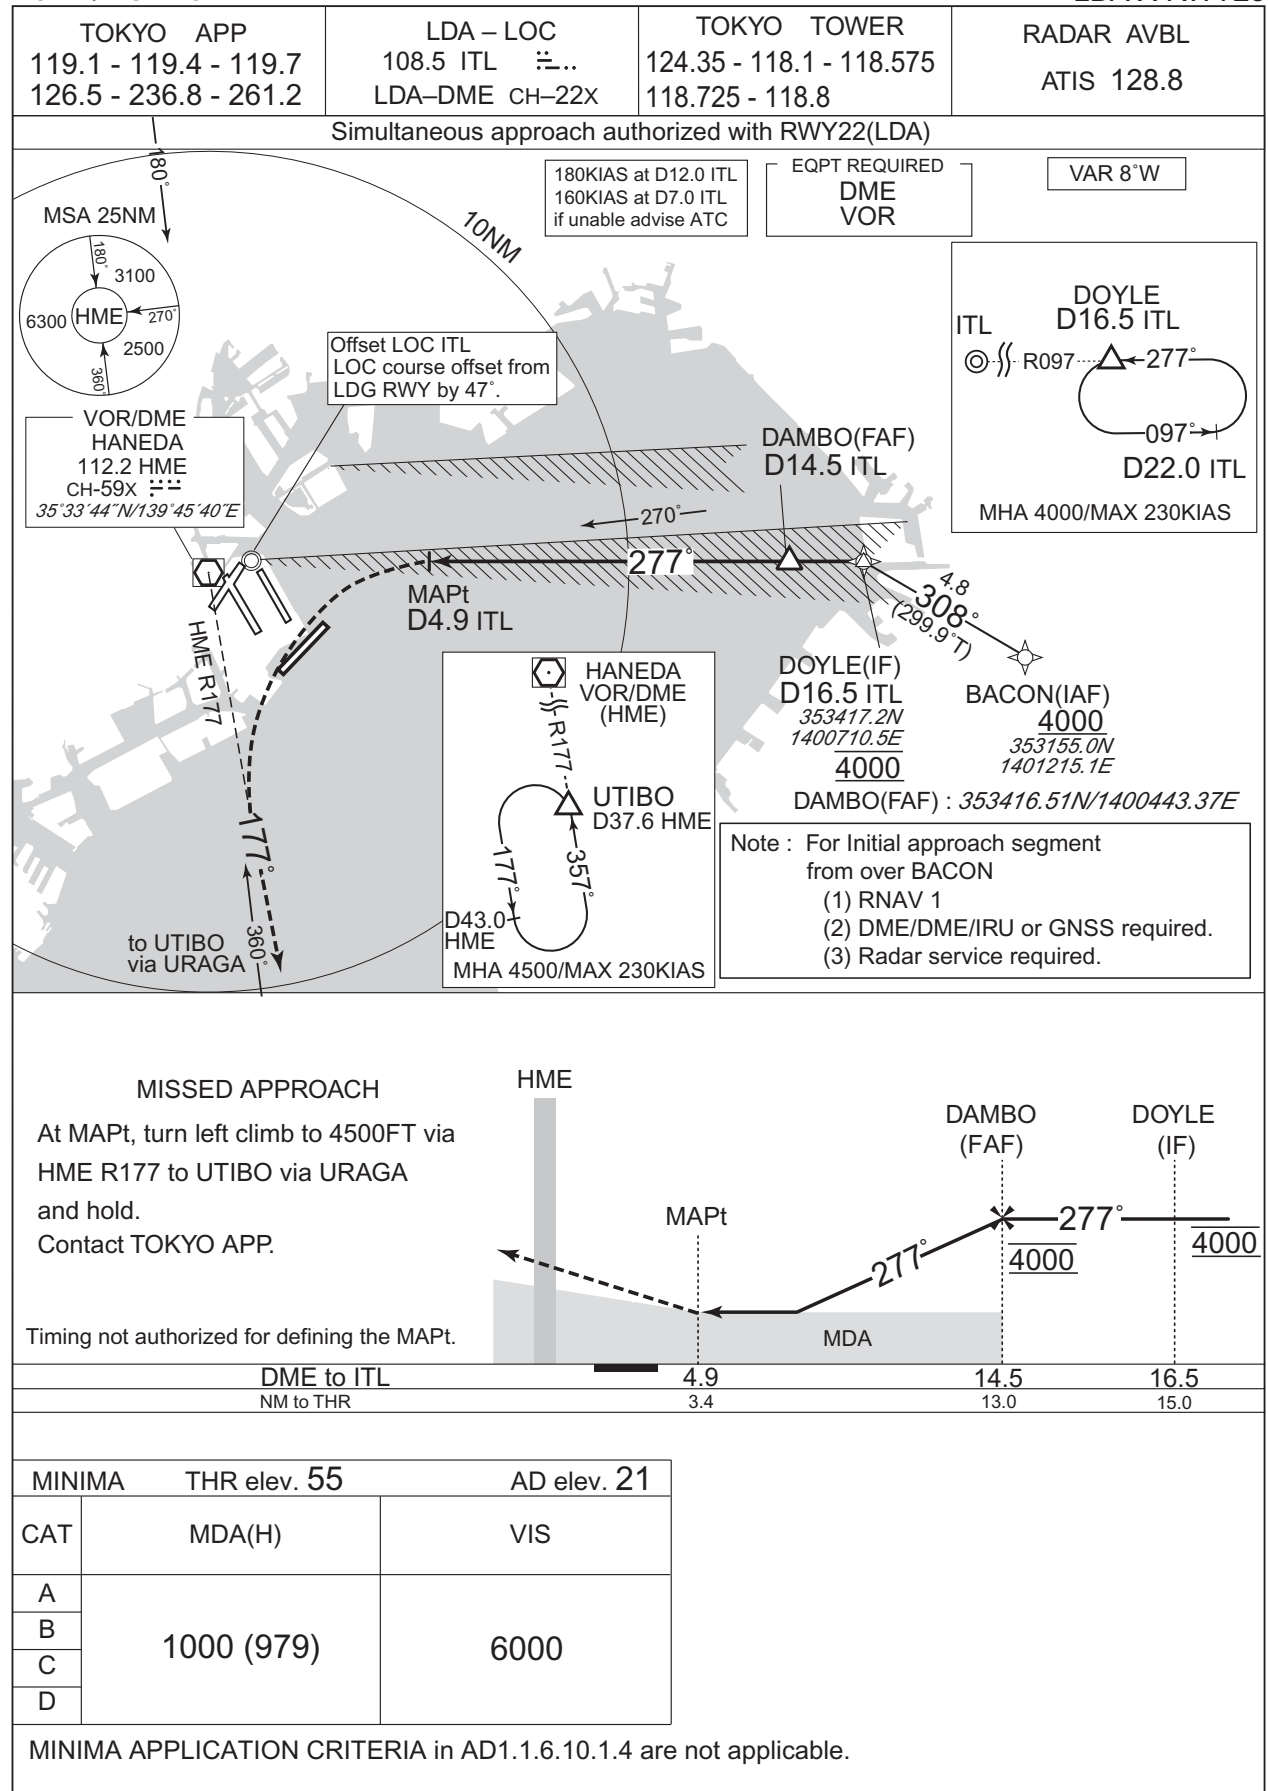 TOKYO APP
119.1 - 119.4 - 119.7
126.5 - 236.8 - 261.2
LDA – LOC
108.5 ITL
LDA–DME CH–22X
TOKYO TOWER
124.35 - 118.1 - 118.575
118.725 - 118.8
RADAR AVBL
ATIS 128.8
Simultaneous approach authorized with RWY22(LDA)
180°
MSA 25NM
180°
3100
6300
HME
270°
2500
360°
10NM
180KIAS at D12.0 ITL
160KIAS at D7.0 ITL
if unable advise ATC
EQPT REQUIRED
DME
VOR
VAR 8°W
DOYLE
D16.5 ITL
ITL
R097
277°
097°
D22.0 ITL
MHA 4000/MAX 230KIAS
Offset LOC ITL
LOC course offset from
LDG RWY by 47°.
VOR/DME
HANEDA
112.2 HME
CH-59X
35°33´44˝N/139°45´40˝E
DAMBO(FAF)
D14.5 ITL
270°
277°
MAPt
D4.9 ITL
4.8
308°
(299.9°T)
HME R177
DOYLE(IF)
D16.5 ITL
353417.2N
1400710.5E
4000
BACON(IAF)
4000
353155.0N
1401215.1E
DAMBO(FAF) : 353416.51N/1400443.37E
HANEDA
VOR/DME
(HME)
R177
UTIBO
D37.6 HME
177°
357°
D43.0
HME
MHA 4500/MAX 230KIAS
177°
360°
to UTIBO
via URAGA
Note : For Initial approach segment
from over BACON
(1) RNAV 1
(2) DME/DME/IRU or GNSS required.
(3) Radar service required.
MISSED APPROACH
At MAPt, turn left climb to 4500FT via
HME R177 to UTIBO via URAGA
and hold.
Contact TOKYO APP.
Timing not authorized for defining the MAPt.
HME
MAPt
DAMBO
(FAF)
DOYLE
(IF)
277°
277°
4000
4000
MDA
DME to ITL 4.9 14.5 16.5
NM to THR 3.4 13.0 15.0
MINIMA THR elev. 55 AD elev. 21
CAT MDA(H) VIS
A
B
C
D
1000 (979) 6000
MINIMA APPLICATION CRITERIA in AD1.1.6.10.1.4 are not applicable.